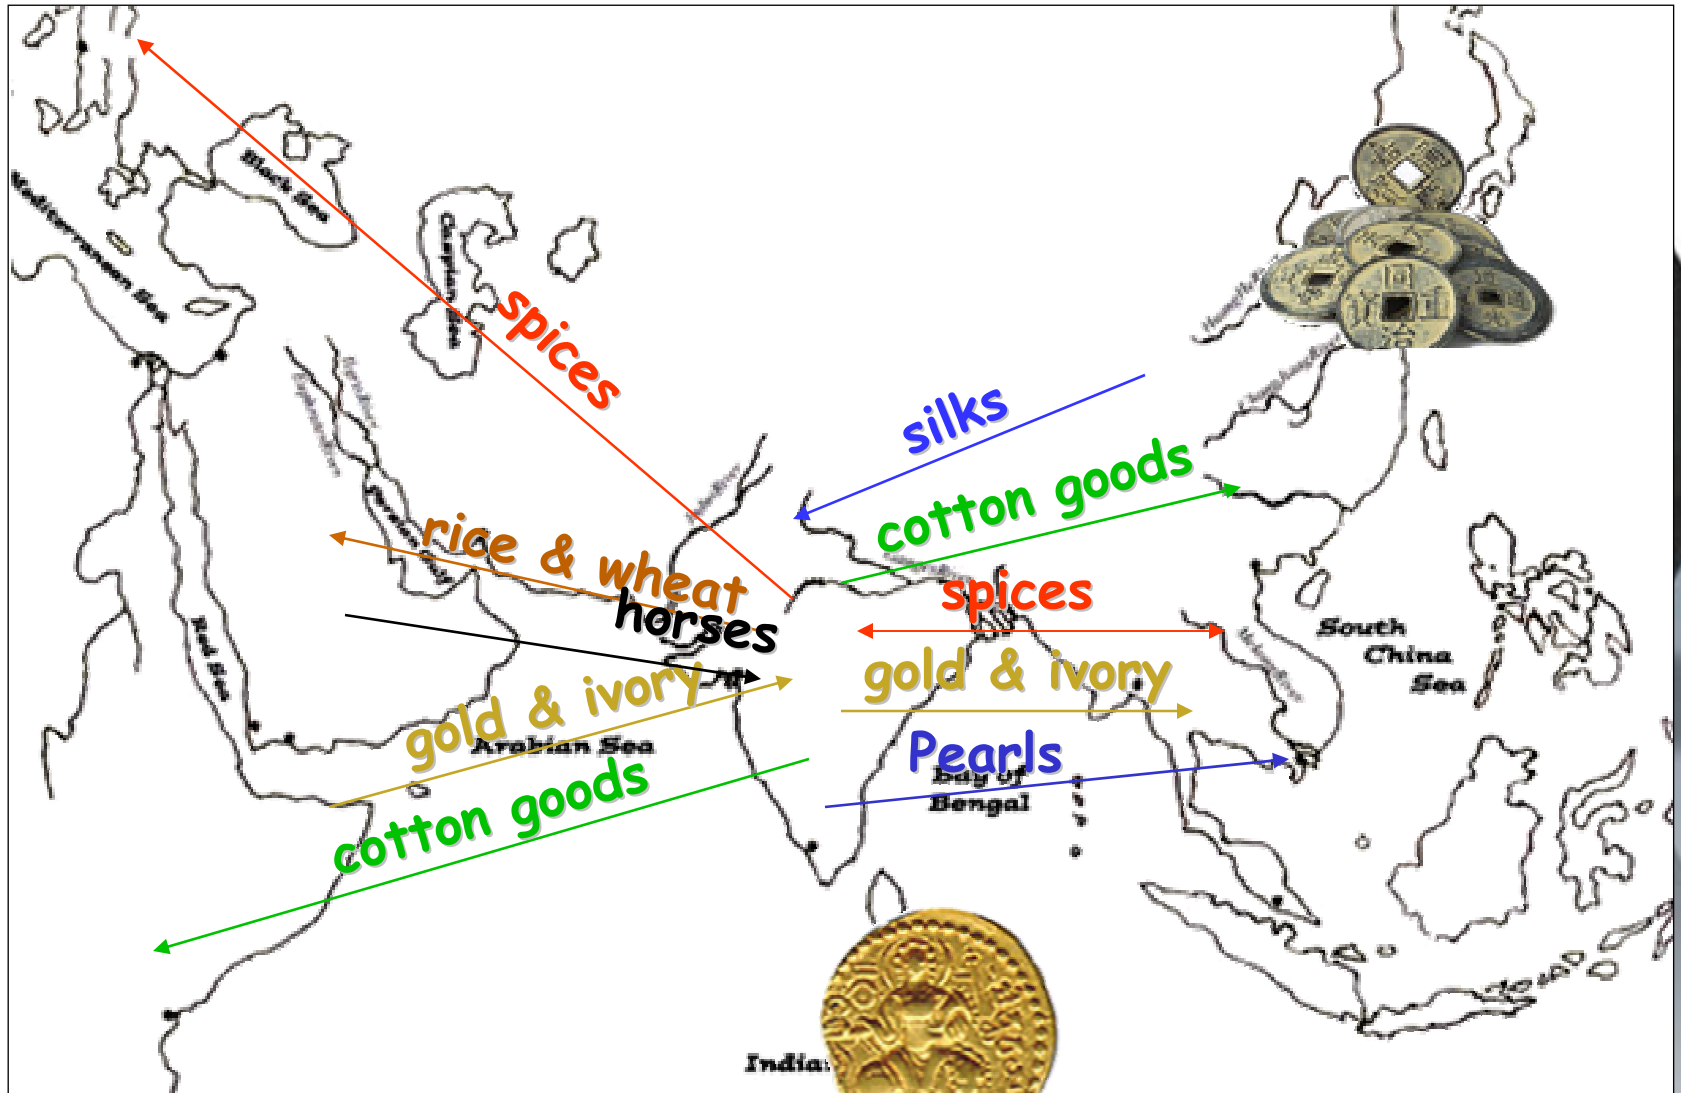 Black Sea
Mediterranean Sea
Caspian Sea
spices
silks
cotton goods
rice & wheat
horses
spices
gold & ivory
Red Sea
South
China
Sea
gold & ivory
Arabian Sea
Pearls
Bay of
Bengal
cotton goods